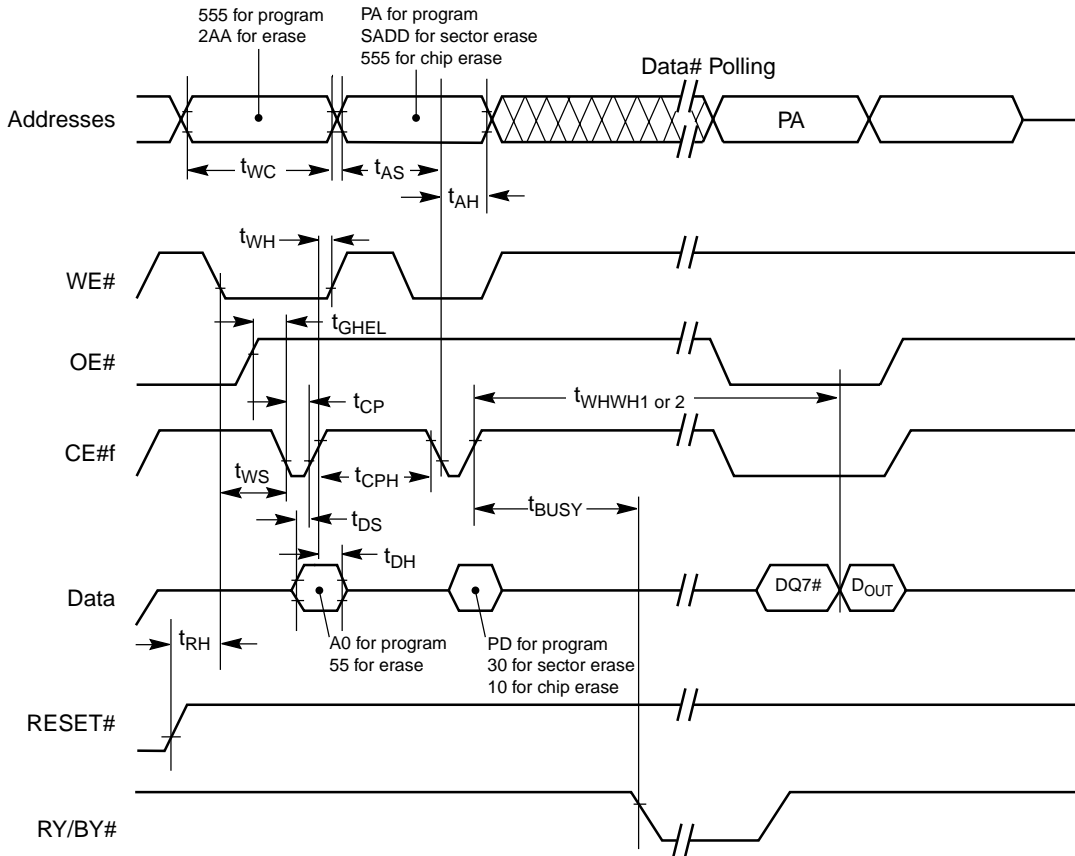 555 for program
2AA for erase
PA for program
SADD for sector erase
555 for chip erase
Data# Polling
Addresses
PA
tWC
tAS
tAH
tWH
WE#
tGHEL
OE#
tWHWH1 or 2
tCP
CE#f
tWS
tCPH
tBUSY
tDS
tDH
Data
DQ7#
DOUT
tRH
A0 for program
55 for erase
PD for program
30 for sector erase
10 for chip erase
RESET#
RY/BY#